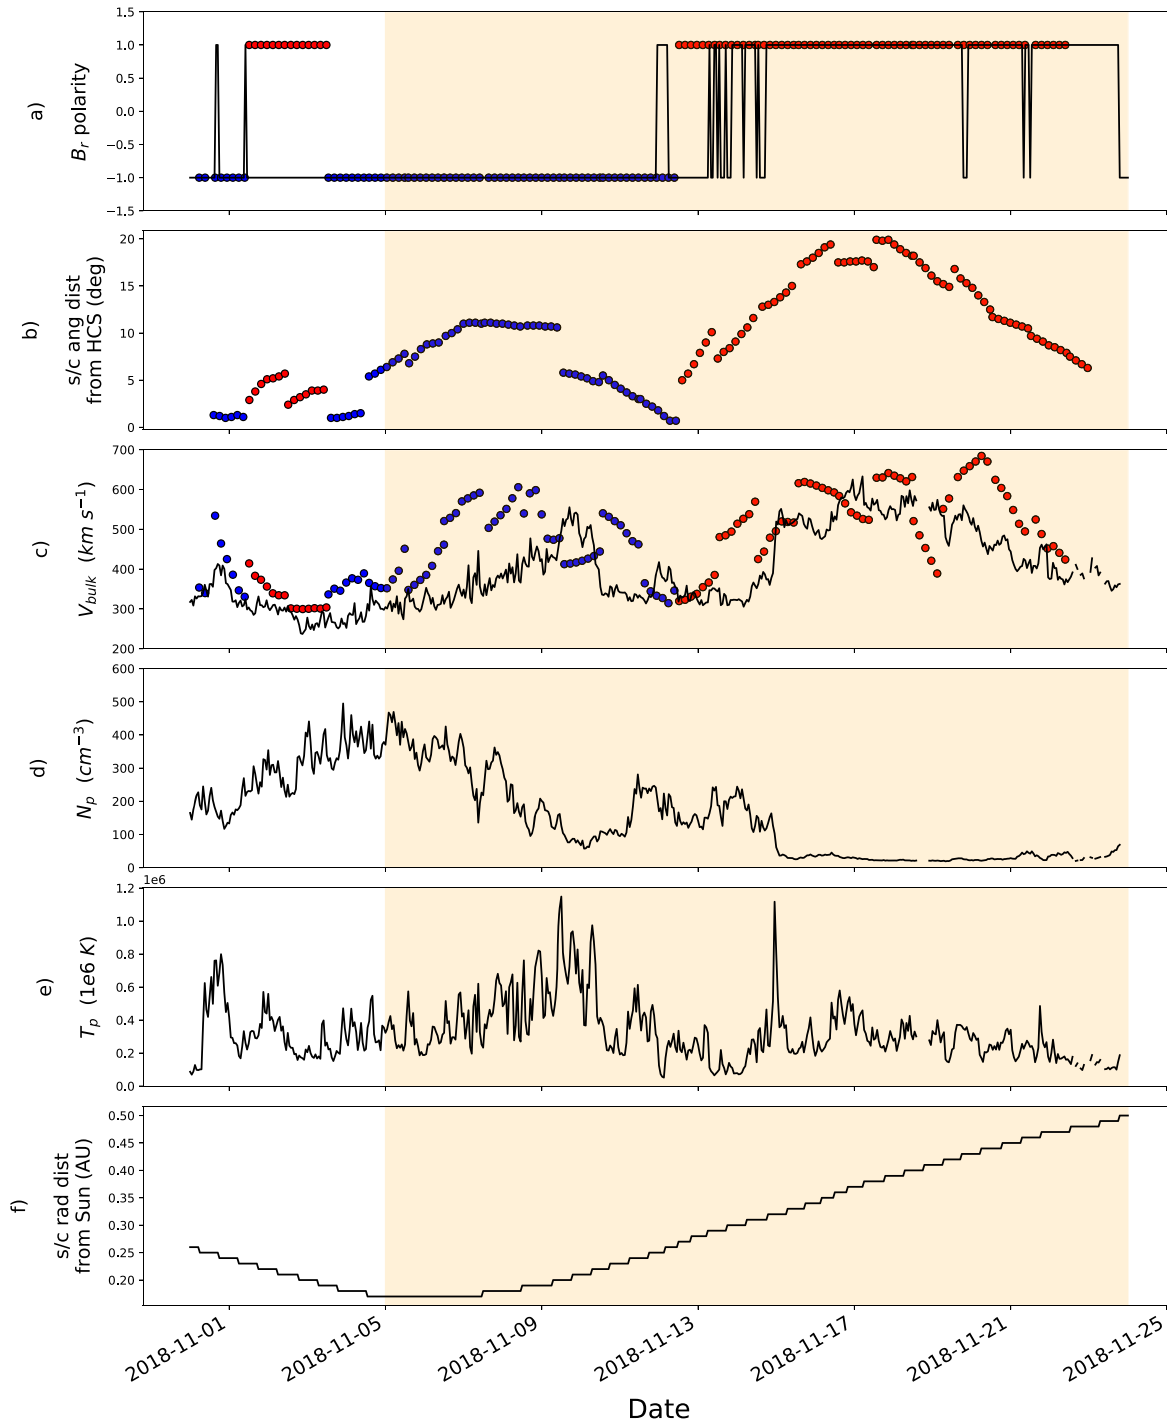 a)
B_r polarity
1.5
1.0
0.5
0.0
−0.5
−1.0
−1.5
b)
s/c ang dist
from HCS (deg)
20
15
10
5
0
c)
V_bulk (km s⁻¹)
700
600
500
400
300
200
d)
N_p (cm⁻³)
600
500
400
300
200
100
0
e)
T_p (1e6 K)
1e6
1.2
1.0
0.8
0.6
0.4
0.2
0.0
f)
s/c rad dist
from Sun (AU)
0.50
0.45
0.40
0.35
0.30
0.25
0.20
2018-11-01
2018-11-05
2018-11-09
2018-11-13
2018-11-17
2018-11-21
2018-11-25
Date